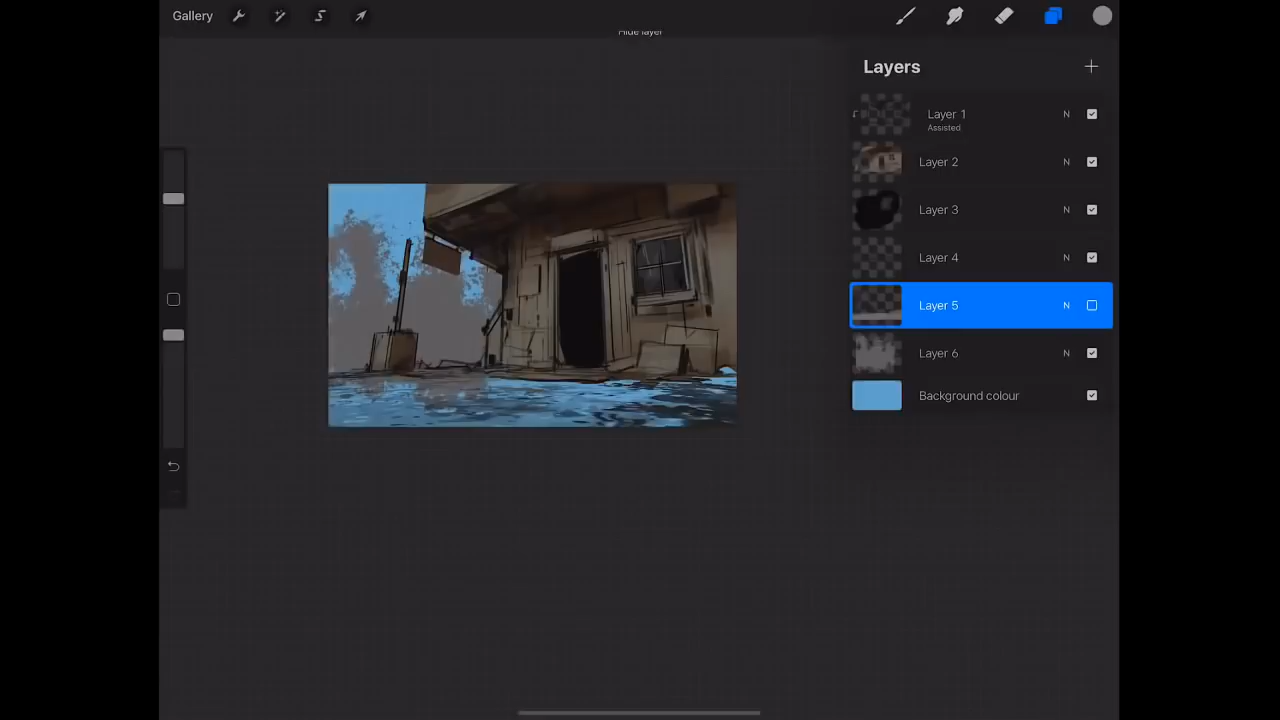 Gallery
Hide layer
Layers
Layer 1 N
Assisted
Layer 2 N
Layer 3 N
Layer 4 N
Layer 5 N
Layer 6 N
Background colour